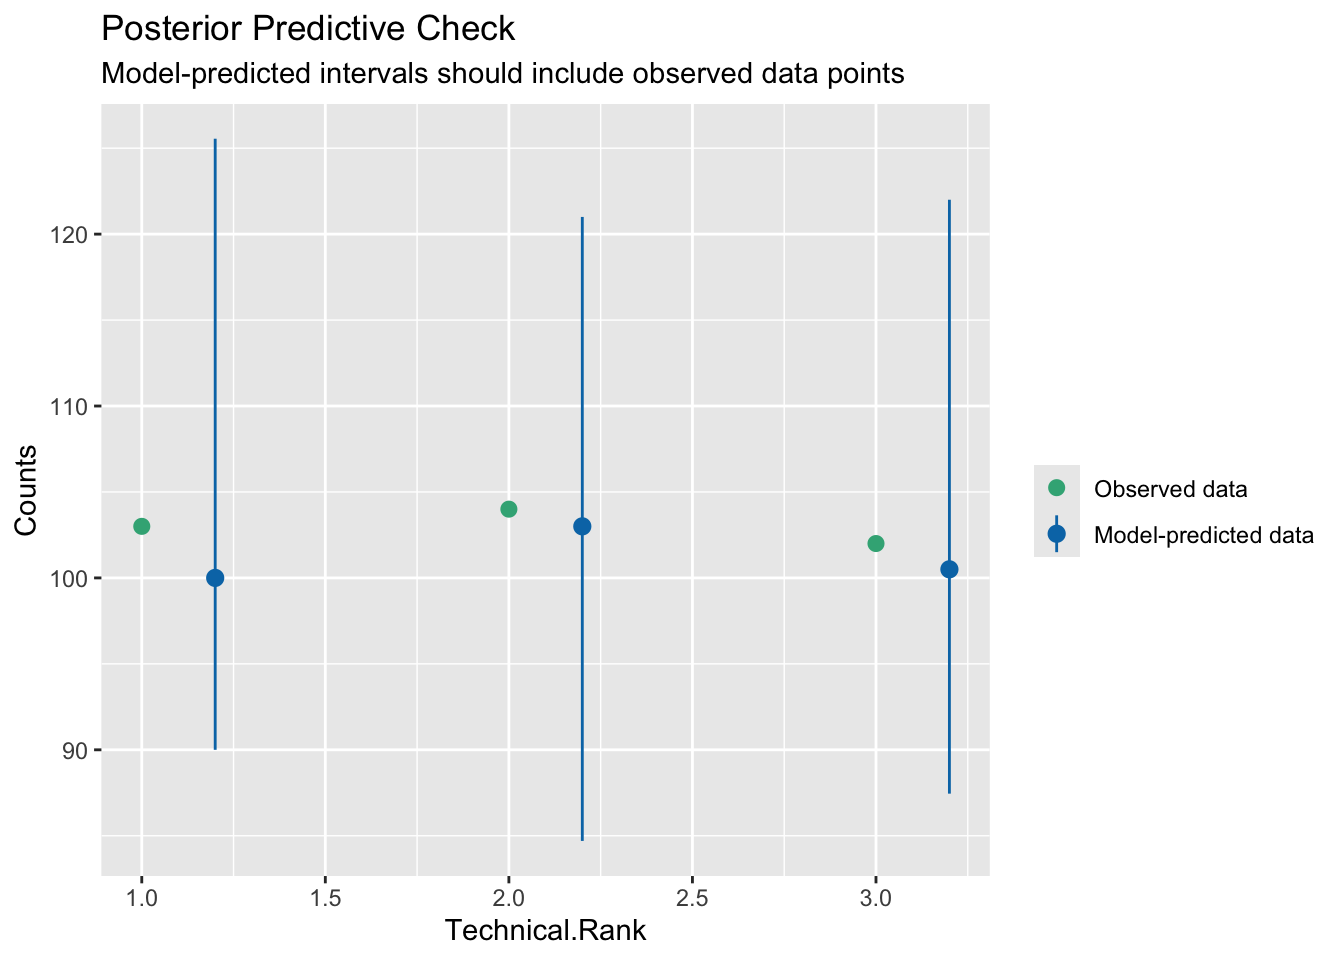 Posterior Predictive Check
Model-predicted intervals should include observed data points
120
110
100
90
Counts
1.0
1.5
2.0
2.5
3.0
Technical.Rank
Observed data
Model-predicted data